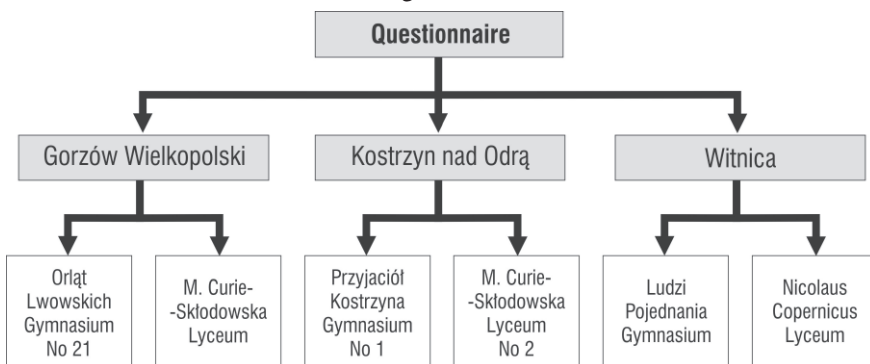 Questionnaire
Gorzów Wielkopolski
Kostrzyn nad Odrą
Witnica
Orląt
Lwowskich
Gymnasium
No 21
M. Curie-
-Skłodowska
Lyceum
Przyjaciół
Kostrzyna
Gymnasium
No 1
M. Curie-
-Skłodowska
Lyceum
No 2
Ludzi
Pojednania
Gymnasium
Nicolaus
Copernicus
Lyceum